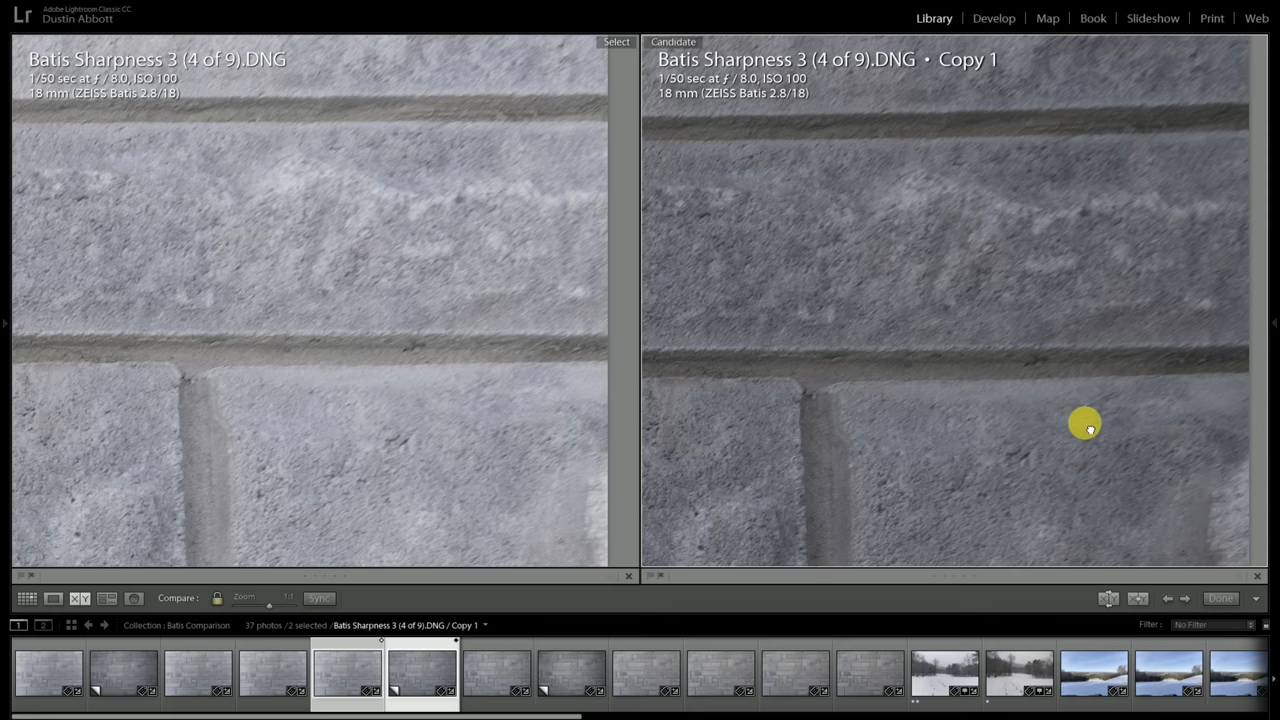 Lr
Adobe Lightroom Classic CC
Dustin Abbott
Library | Develop | Map | Book | Slideshow | Print | Web
Select
Batis Sharpness 3 (4 of 9).DNG
1/50 sec at ƒ / 8.0, ISO 100
18 mm (ZEISS Batis 2.8/18)
Candidate
Batis Sharpness 3 (4 of 9).DNG • Copy 1
1/50 sec at ƒ / 8.0, ISO 100
18 mm (ZEISS Batis 2.8/18)
X Y Compare : Zoom 1:1 Sync Done
1 2 Collection : Batis Comparison 37 photos / 2 selected / Batis Sharpness 3 (4 of 9).DNG / Copy 1 Filter : No Filter